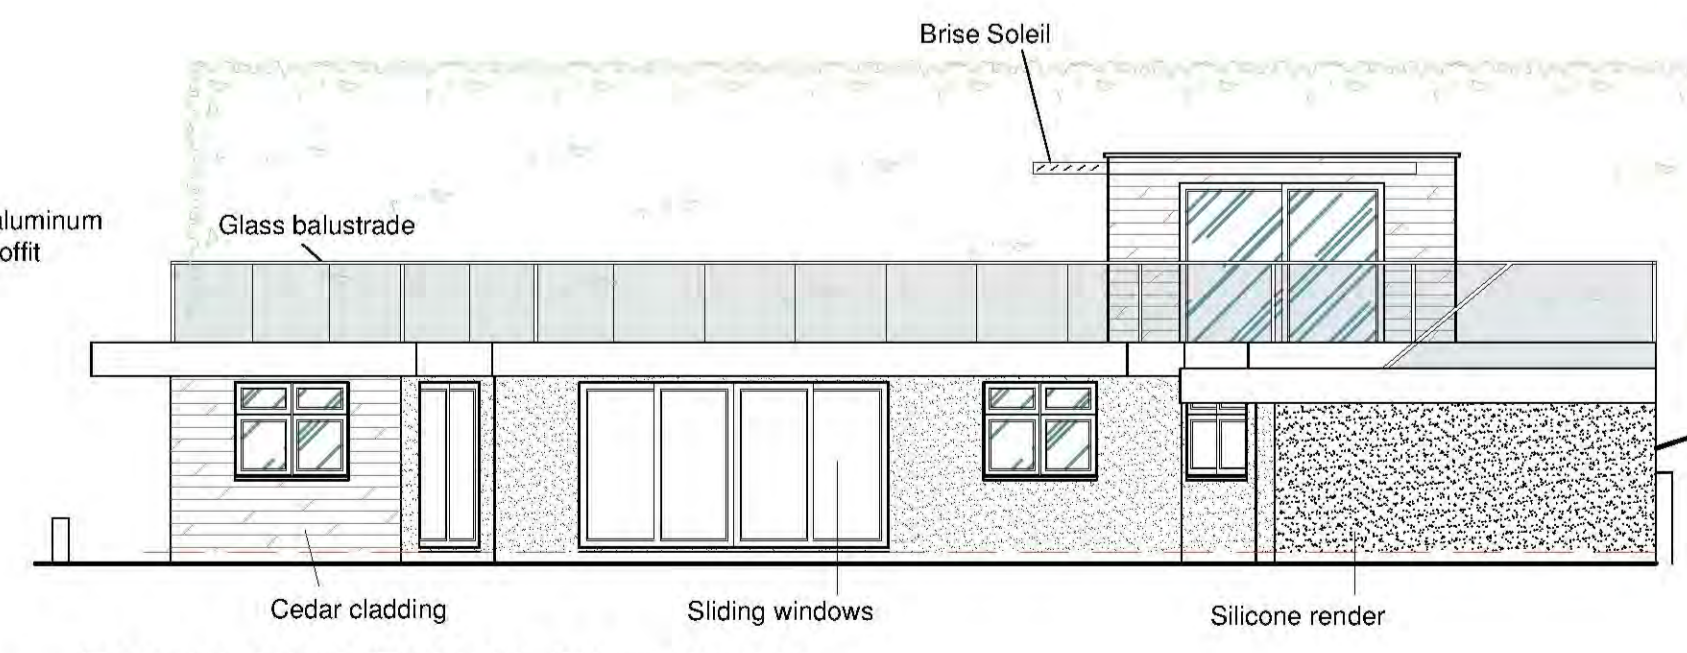 Brise Soleil
aluminum
offit
Glass balustrade
Cedar cladding
Sliding windows
Silicone render